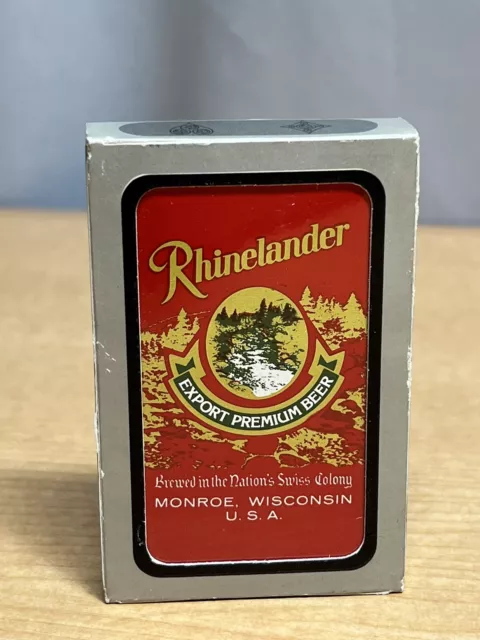 Rhinelander
EXPORT PREMIUM BEER
Brewed in the Nation's Swiss Colony
MONROE, WISCONSIN
U. S. A.